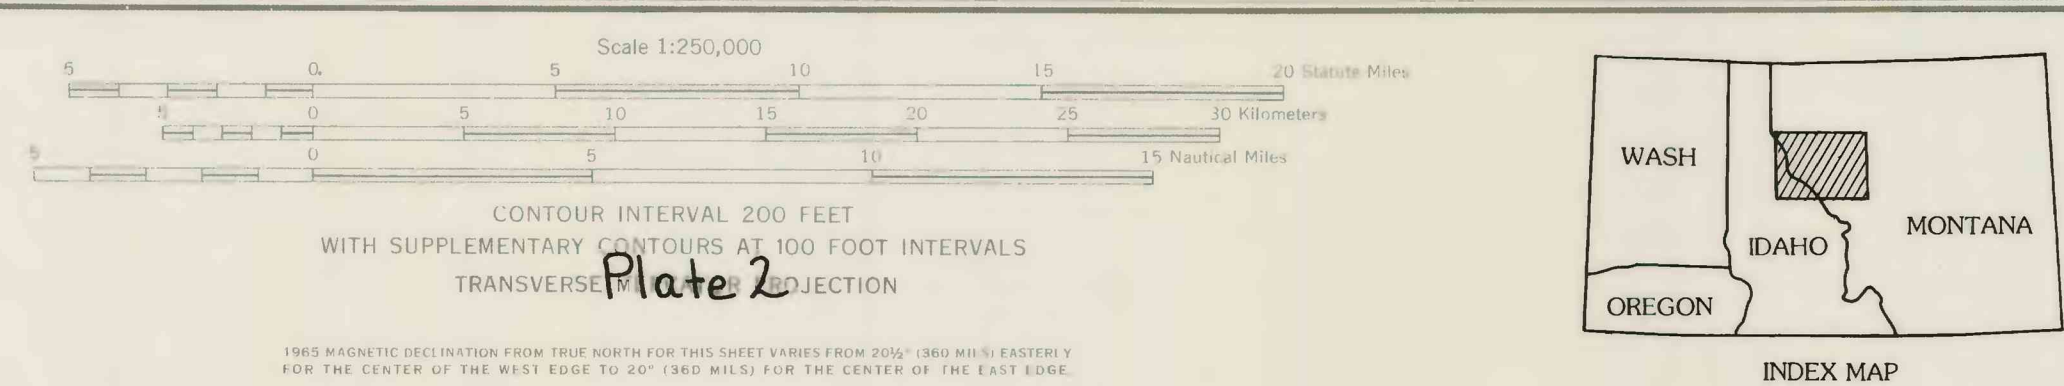 Scale 1:250,000
5 0. 5 10 15 20 Statute Miles
5 0 5 10 15 20 25 30 Kilometers
5 0 5 10 15 Nautical Miles
CONTOUR INTERVAL 200 FEET
WITH SUPPLEMENTARY CONTOURS AT 100 FOOT INTERVALS
TRANSVERSE MERCATOR PROJECTION
Plate 2
1965 MAGNETIC DECLINATION FROM TRUE NORTH FOR THIS SHEET VARIES FROM 20½° (360 MILS) EASTERLY
FOR THE CENTER OF THE WEST EDGE TO 20° (360 MILS) FOR THE CENTER OF THE EAST EDGE
WASH
MONTANA
IDAHO
OREGON
INDEX MAP